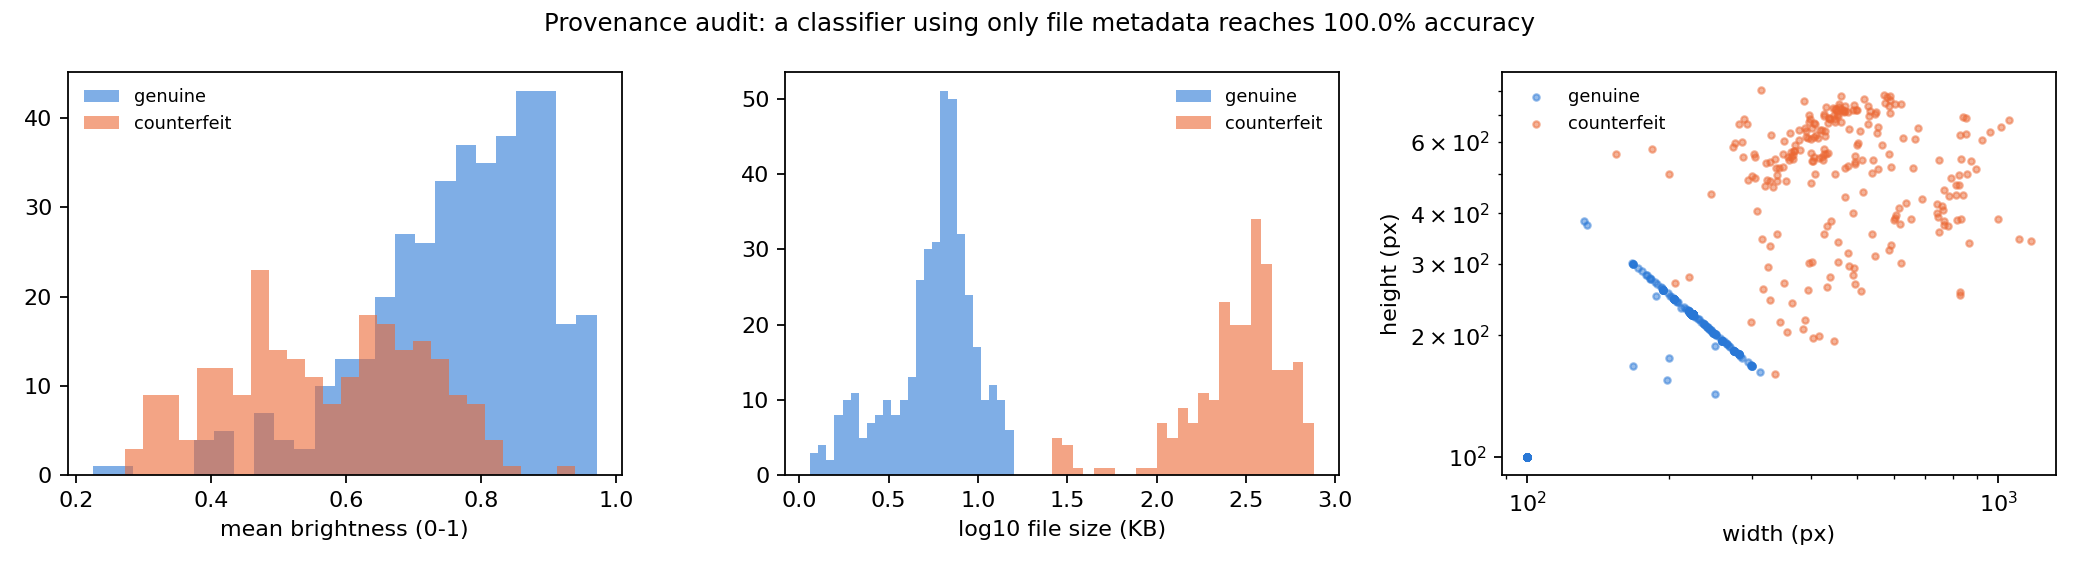 Provenance audit: a classifier using only file metadata reaches 100.0% accuracy
genuine
counterfeit
40
30
20
10
0
0.2 0.4 0.6 0.8 1.0
mean brightness (0-1)
genuine
counterfeit
50
40
30
20
10
0
0.0 0.5 1.0 1.5 2.0 2.5 3.0
log10 file size (KB)
genuine
counterfeit
height (px)
6 × 10²
4 × 10²
3 × 10²
2 × 10²
10²
10² 10³
width (px)